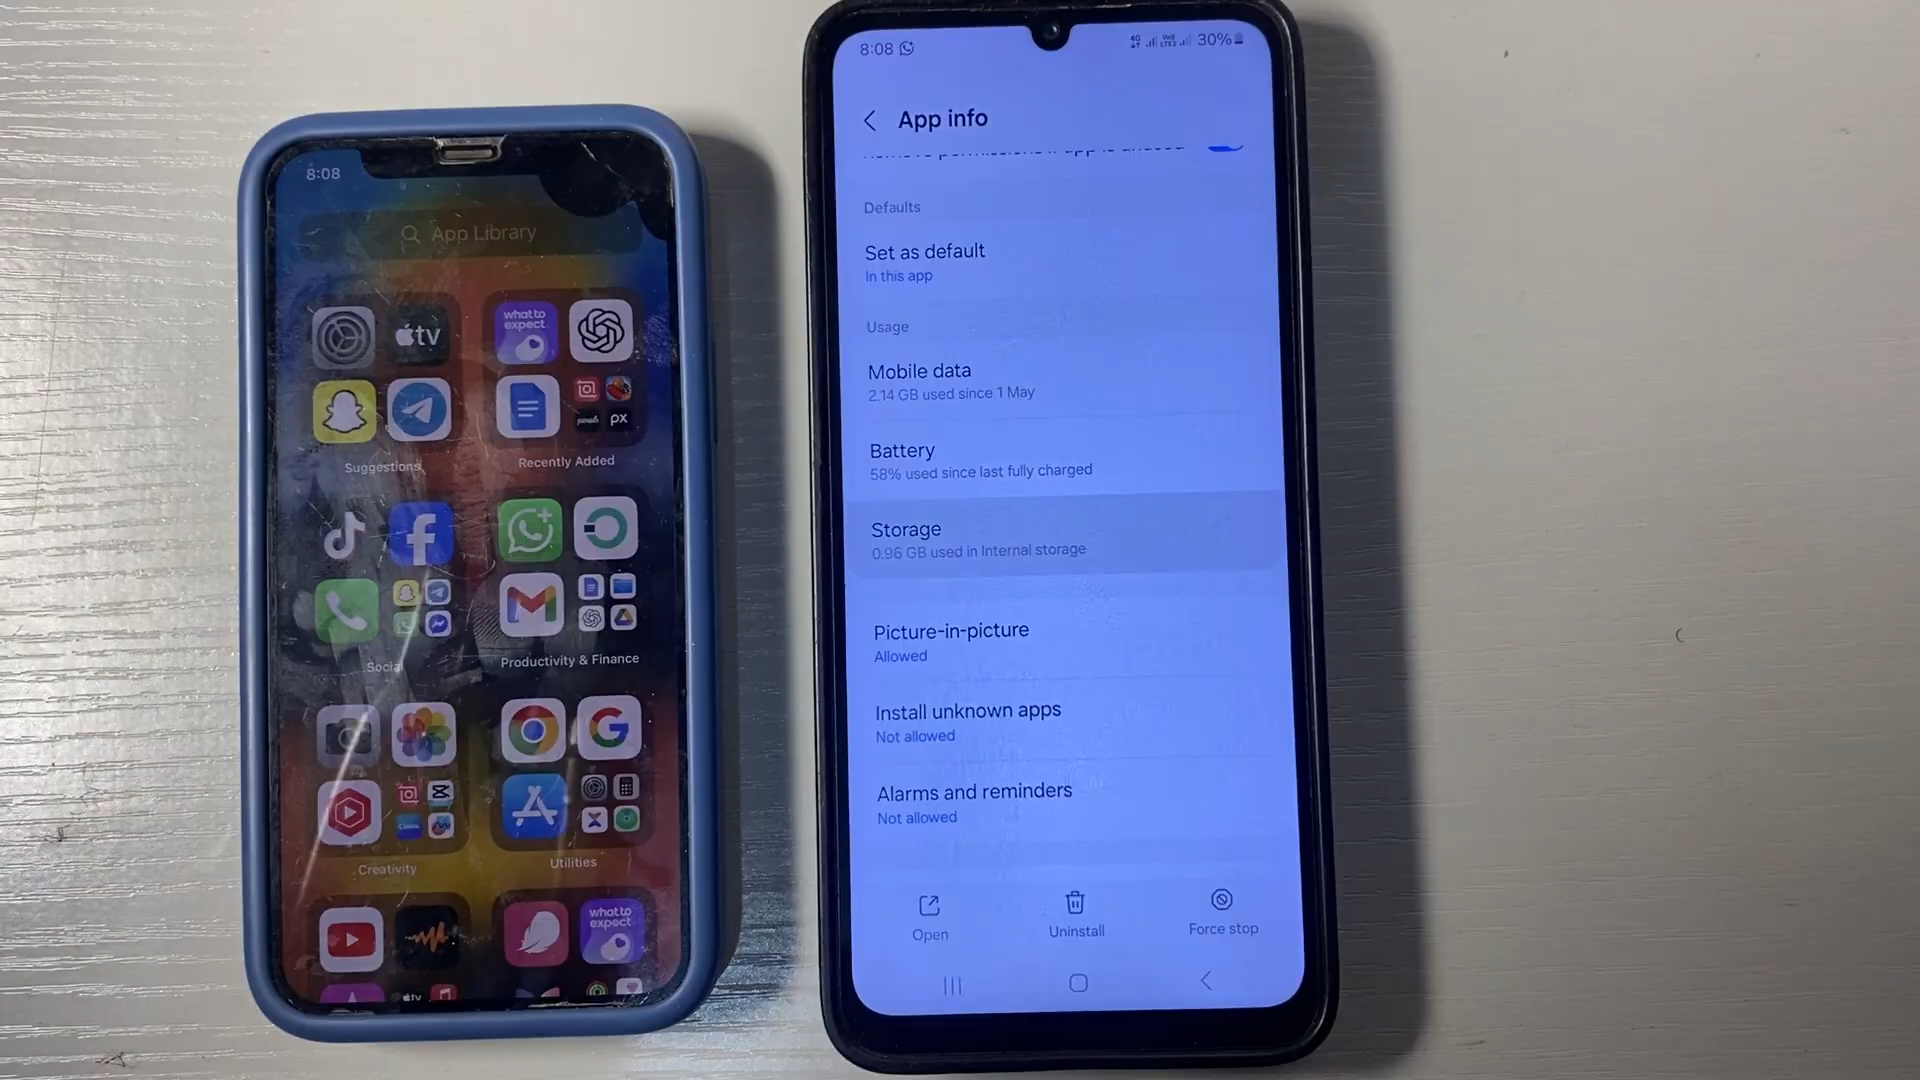 8:08
App Library
tv
what to
expect
Suggestions
Recently Added
Social
Productivity & Finance
Creativity
Utilities
what to
expect
8:08
30%
App info
Defaults
Set as default
In this app
Usage
Mobile data
2.14 GB used since 1 May
Battery
58% used since last fully charged
Storage
0.96 GB used in Internal storage
Picture-in-picture
Allowed
Install unknown apps
Not allowed
Alarms and reminders
Not allowed
Open
Uninstall
Force stop